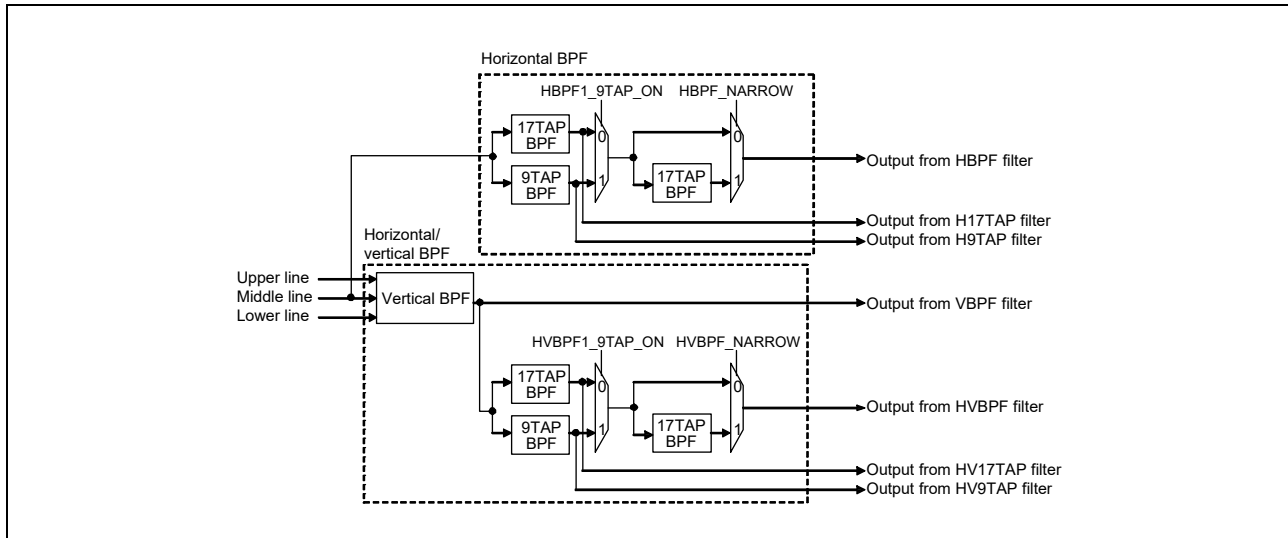 Horizontal BPF
HBPF1_9TAP_ON
HBPF_NARROW
17TAP
BPF
0
0
9TAP
BPF
1
17TAP
BPF
1
Output from HBPF filter
Output from H17TAP filter
Output from H9TAP filter
Horizontal/
vertical BPF
Upper line
Middle line
Lower line
Vertical BPF
Output from VBPF filter
HVBPF1_9TAP_ON
HVBPF_NARROW
17TAP
BPF
0
0
9TAP
BPF
1
17TAP
BPF
1
Output from HVBPF filter
Output from HV17TAP filter
Output from HV9TAP filter